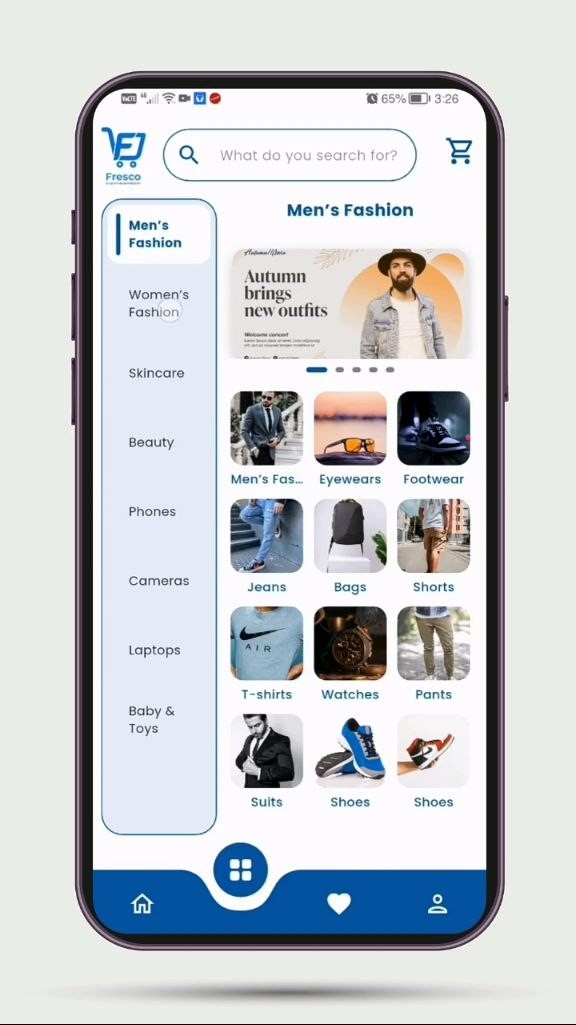 VoLTE
65%
3:26
Fresco
What do you search for?
Men's
Fashion
Women's
Fashion
Skincare
Beauty
Phones
Cameras
Laptops
Baby &
Toys
Men's Fashion
Autumn
brings
new outfits
Welcome concert
Men's Fas...
Eyewears
Footwear
Jeans
Bags
Shorts
AIR
T-shirts
Watches
Pants
Suits
Shoes
Shoes